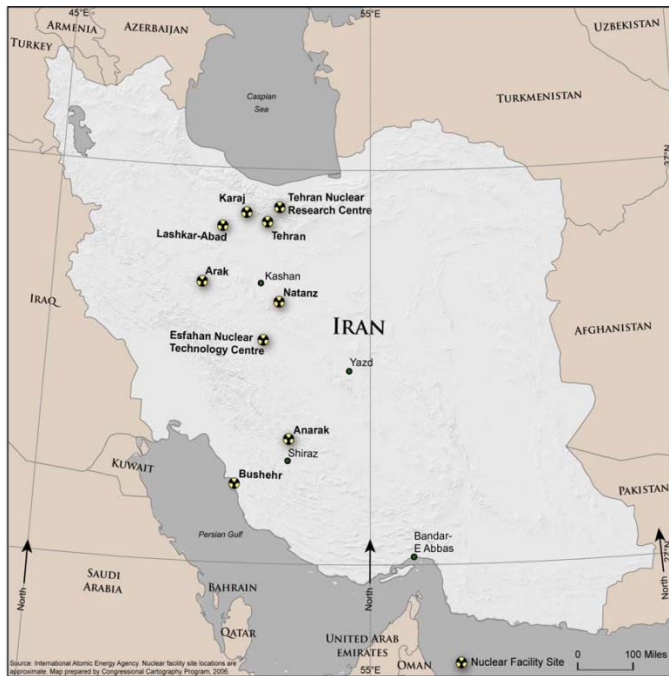 45°E
55°E
ARMENIA
AZERBAIJAN
UZBEKISTAN
TURKEY
Caspian
Sea
TURKMENISTAN
37°N
Karaj
Tehran Nuclear
Research Centre
Lashkar-Abad
Tehran
Arak
Kashan
Natanz
IRAQ
IRAN
AFGHANISTAN
Esfahan Nuclear
Technology Centre
Yazd
Anarak
Shiraz
KUWAIT
Bushehr
PAKISTAN
Persian Gulf
Bandar-
E Abbas
27°N
SAUDI
ARABIA
North
North
North
BAHRAIN
QATAR
UNITED ARAB
EMIRATES
OMAN
Nuclear Facility Site
0 100 Miles
55°E
Source: International Atomic Energy Agency. Nuclear facility site locations are
approximate. Map prepared by Congressional Cartography Program, 2006.